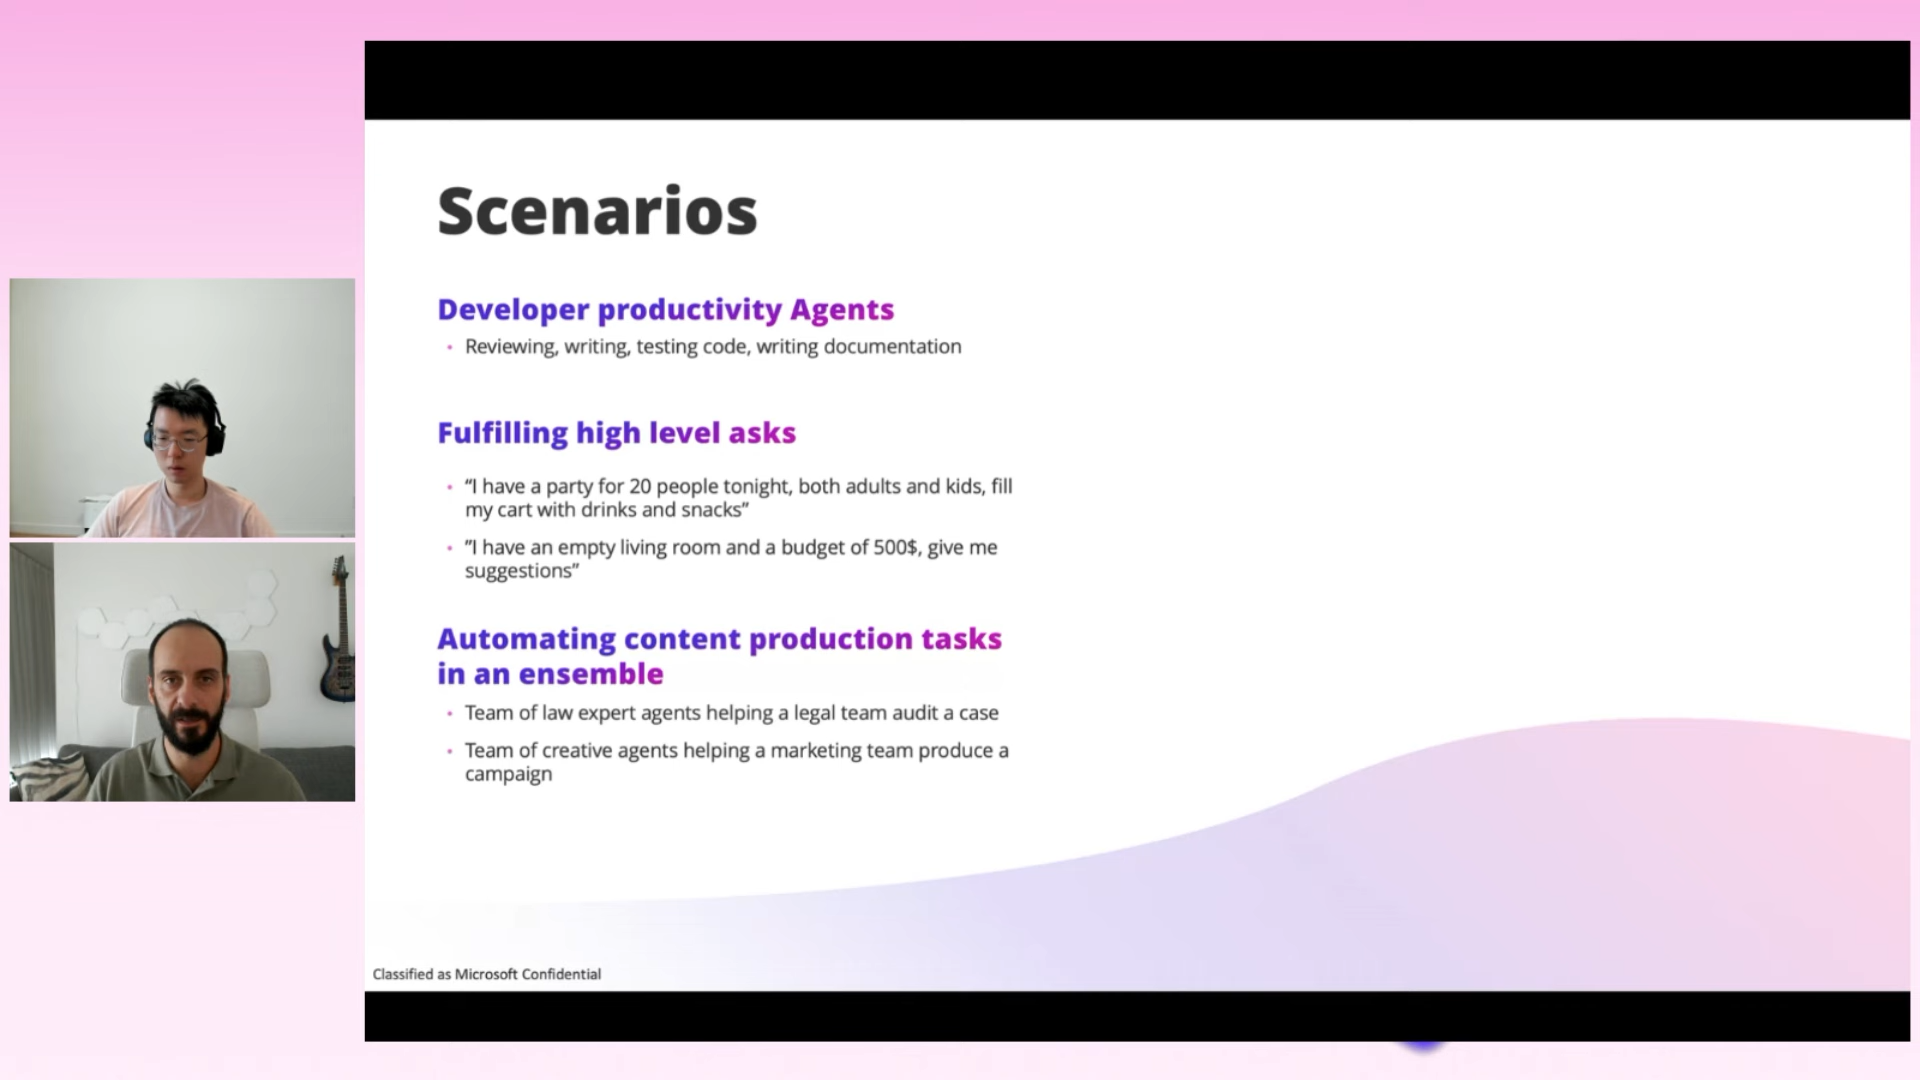 Scenarios
Developer productivity Agents
• Reviewing, writing, testing code, writing documentation
Fulfilling high level asks
• “I have a party for 20 people tonight, both adults and kids, fill
my cart with drinks and snacks”
• ”I have an empty living room and a budget of 500$, give me
suggestions”
Automating content production tasks
in an ensemble
• Team of law expert agents helping a legal team audit a case
• Team of creative agents helping a marketing team produce a
campaign
Classified as Microsoft Confidential